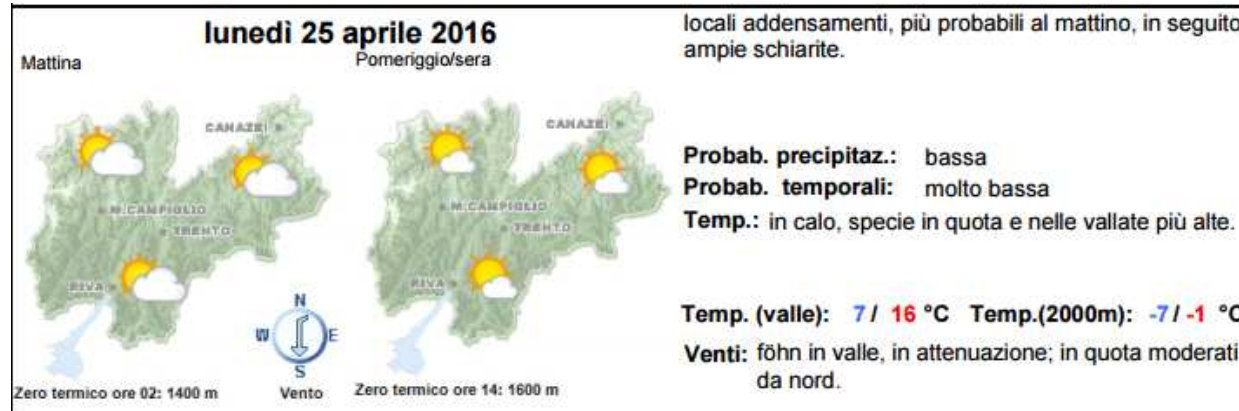 lunedì 25 aprile 2016
Mattina
Pomeriggio/sera
CANAZEI
M.CAMPIGLIO
TRENTO
RIVA
CANAZEI
M.CAMPIGLIO
TRENTO
RIVA
N
W E
S
Zero termico ore 02: 1400 m
Vento
Zero termico ore 14: 1600 m
locali addensamenti, più probabili al mattino, in seguito
ampie schiarite.
Probab. precipitaz.: bassa
Probab. temporali: molto bassa
Temp.: in calo, specie in quota e nelle vallate più alte.
Temp. (valle): 7 / 16 °C Temp.(2000m): -7 / -1 °C
Venti: föhn in valle, in attenuazione; in quota moderati
da nord.